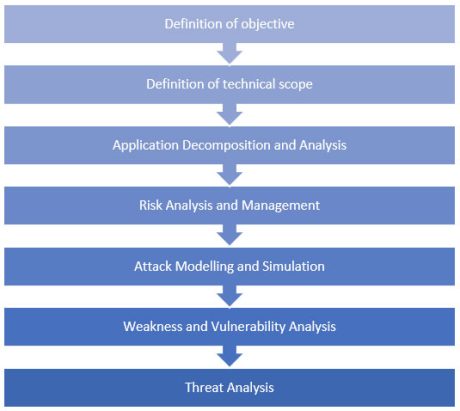 Definition of objective
Definition of technical scope
Application Decomposition and Analysis
Risk Analysis and Management
Attack Modelling and Simulation
Weakness and Vulnerability Analysis
Threat Analysis